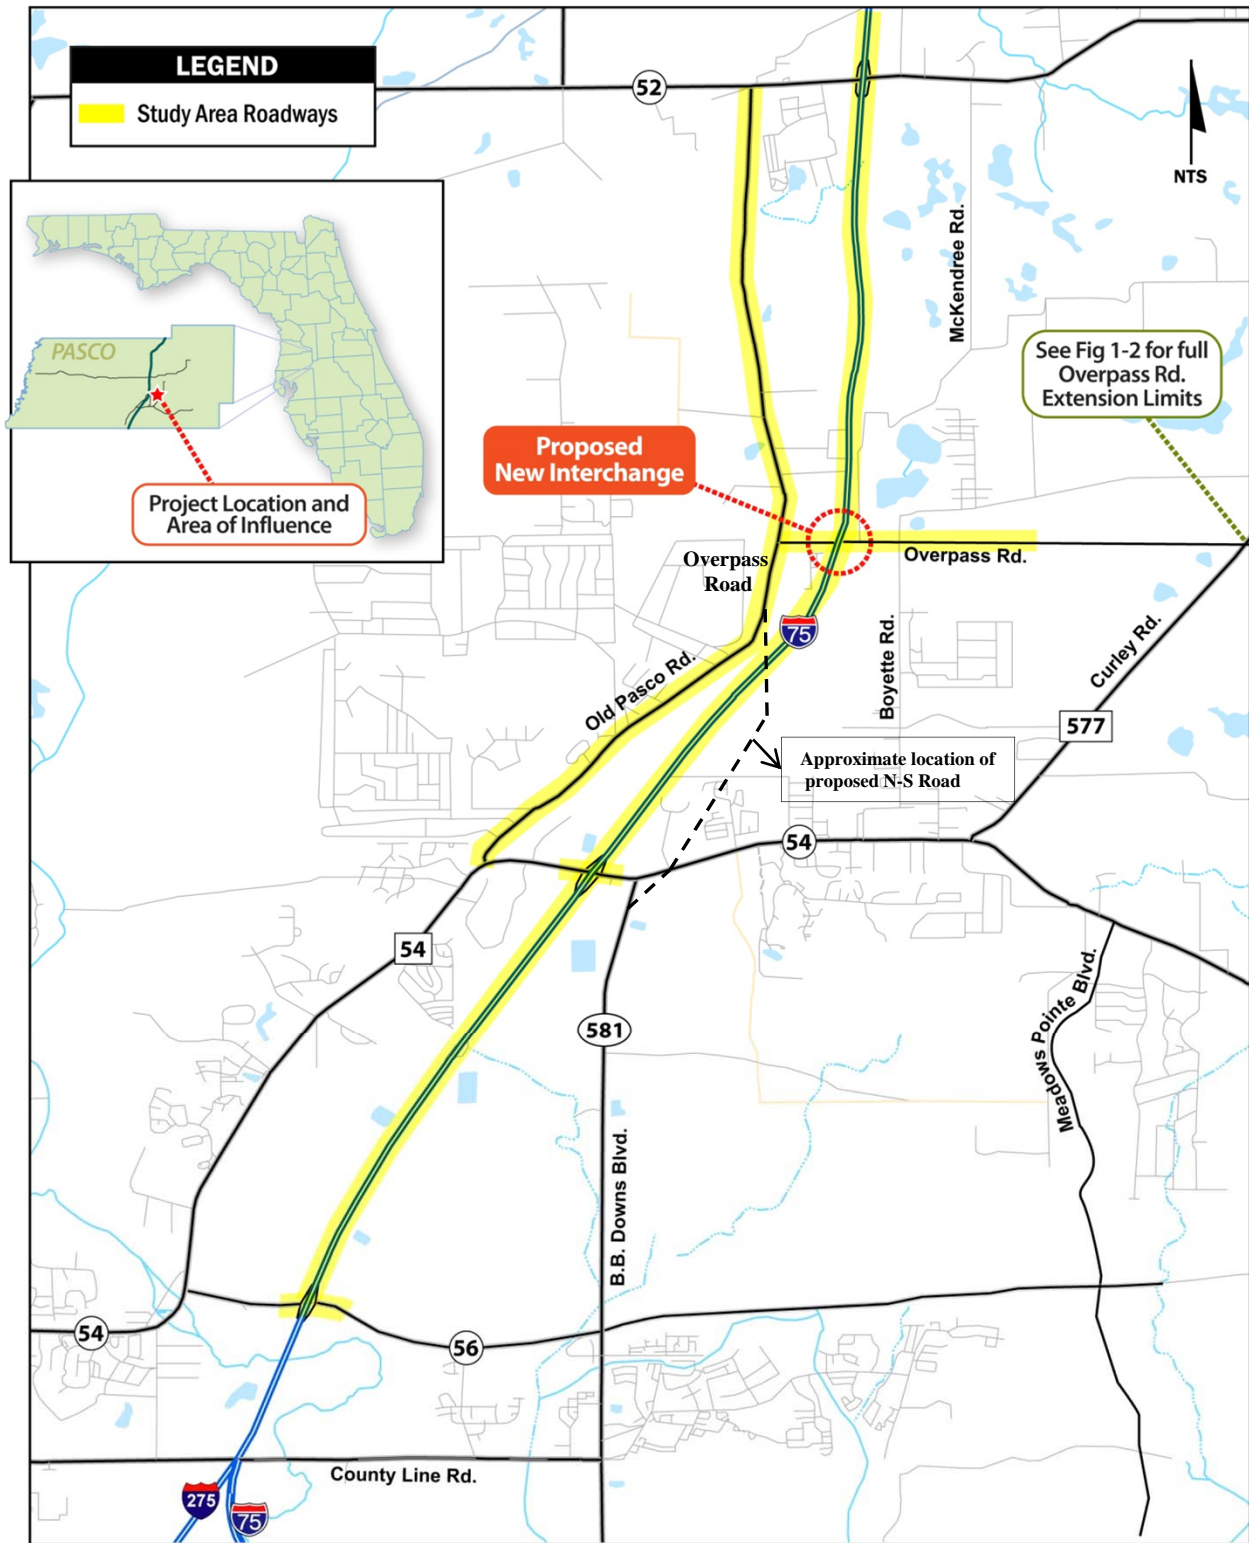 LEGEND
Study Area Roadways
52
NTS
McKendree Rd.
PASCO
See Fig 1-2 for full
Overpass Rd.
Extension Limits
Proposed
New Interchange
Project Location and
Area of Influence
Overpass
Road
Overpass Rd.
75
Old Pasco Rd.
Boyette Rd.
Curley Rd.
577
Approximate location of
proposed N-S Road
54
54
581
Meadows Pointe Blvd.
B.B. Downs Blvd.
54
56
County Line Rd.
275
75